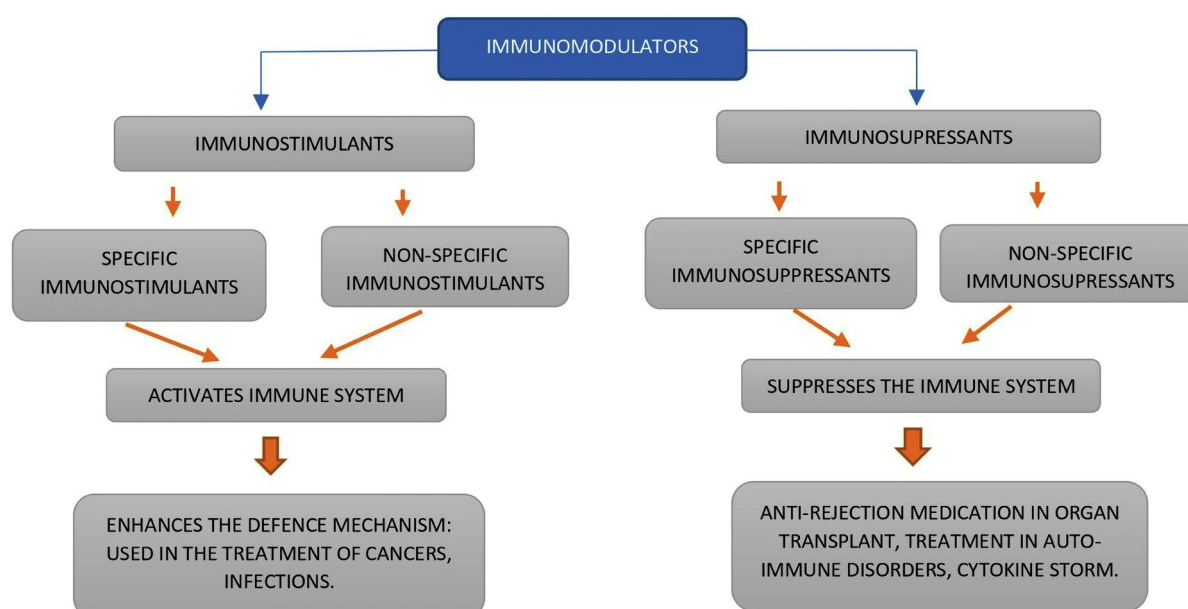 IMMUNOMODULATORS
IMMUNOSTIMULANTS
IMMUNOSUPRESSANTS
SPECIFIC
IMMUNOSTIMULANTS
NON-SPECIFIC
IMMUNOSTIMULANTS
SPECIFIC
IMMUNOSUPPRESSANTS
NON-SPECIFIC
IMMUNOSUPRESSANTS
ACTIVATES IMMUNE SYSTEM
SUPPRESSES THE IMMUNE SYSTEM
ENHANCES THE DEFENCE MECHANISM:
USED IN THE TREATMENT OF CANCERS,
INFECTIONS.
ANTI-REJECTION MEDICATION IN ORGAN
TRANSPLANT, TREATMENT IN AUTO-
IMMUNE DISORDERS, CYTOKINE STORM.